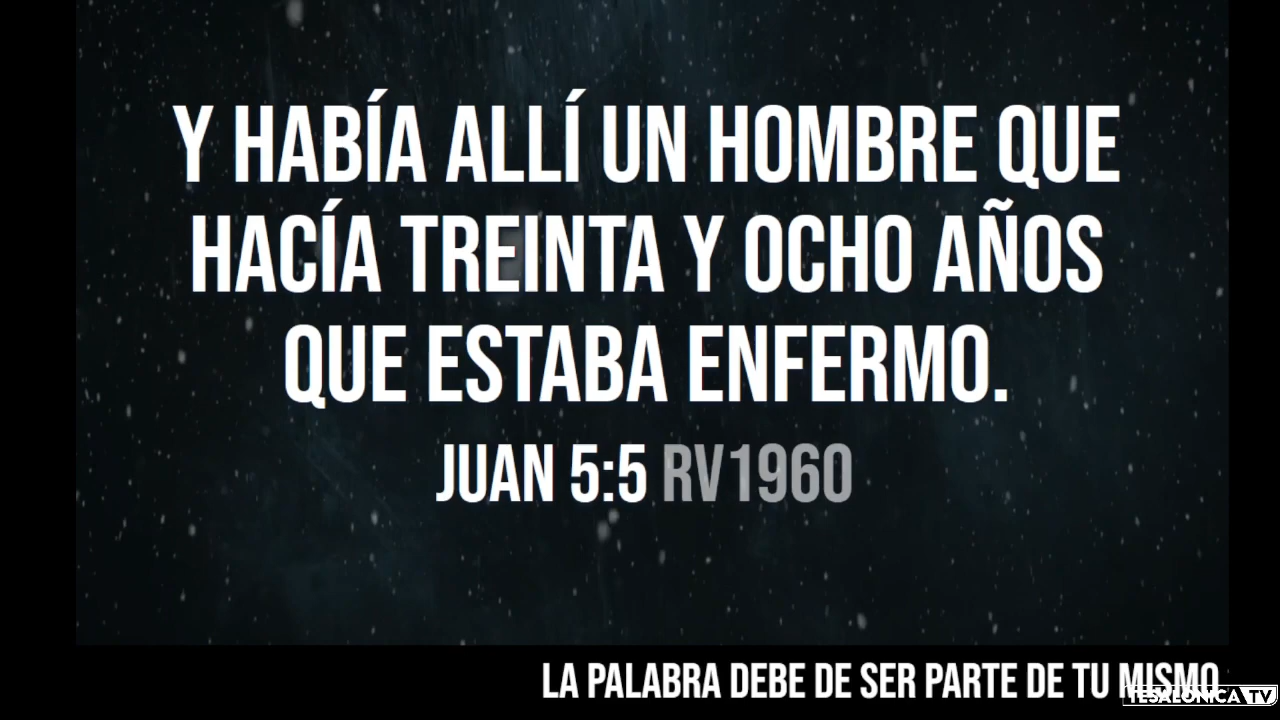 Y HABÍA ALLÍ UN HOMBRE QUE
HACÍA TREINTA Y OCHO AÑOS
QUE ESTABA ENFERMO.
JUAN 5:5 RV1960
LA PALABRA DEBE DE SER PARTE DE TU MISMO
TESALONICA TV